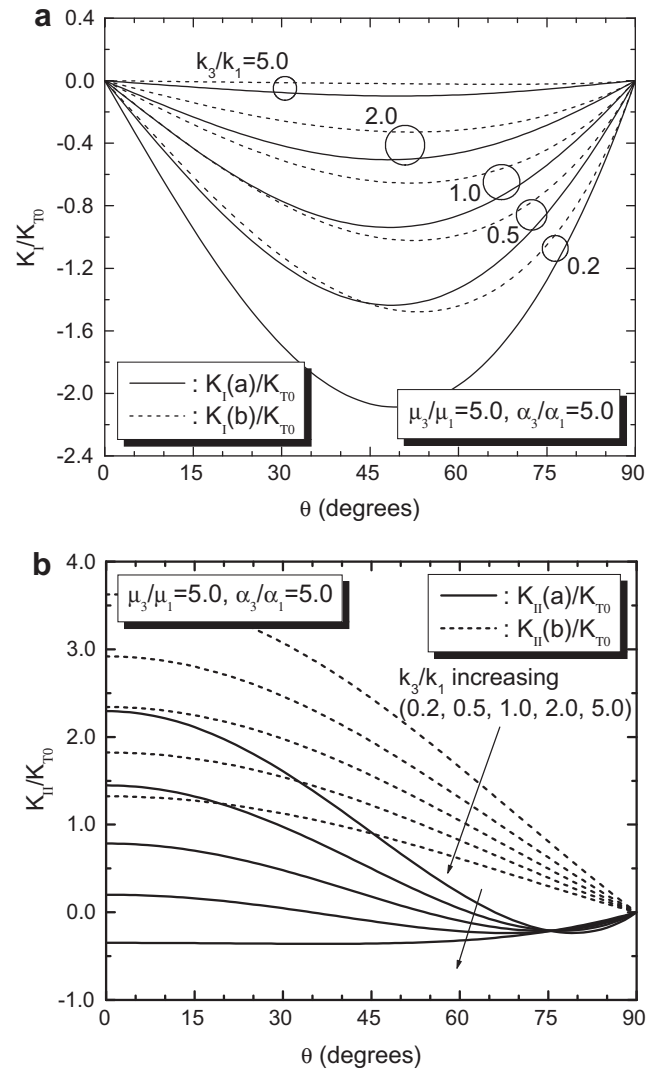 a
0.4
0.0
-0.4
-0.8
-1.2
-1.6
-2.0
-2.4
K_I/K_T0
k_3/k_1=5.0
2.0
1.0
0.5
0.2
: K_I(a)/K_T0
: K_I(b)/K_T0
μ_3/μ_1=5.0, α_3/α_1=5.0
0 15 30 45 60 75 90
θ (degrees)
b
4.0
3.0
2.0
1.0
0.0
-1.0
K_II/K_T0
μ_3/μ_1=5.0, α_3/α_1=5.0
: K_II(a)/K_T0
: K_II(b)/K_T0
k_3/k_1 increasing
(0.2, 0.5, 1.0, 2.0, 5.0)
0 15 30 45 60 75 90
θ (degrees)